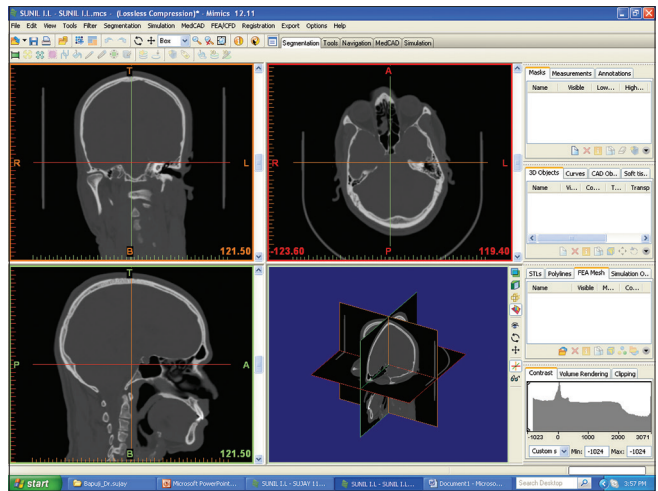 SUNIL I.L - SUNIL I.L..mcs - (Lossless Compression)* - Mimics 12.11
File Edit View Tools Filter Segmentation Simulation MedCAD FEA/CFD Registration Export Options Help
Box
Segmentation Tools Navigation MedCAD Simulation
T
R
L
B
121.50
A
R
L
-123.60
P
119.40
T
P
A
B
121.50
Masks Measurements Annotations
Name Visible Low... High...
3D Objects Curves CAD Ob.. Soft tis..
Name Vi... Co... T... Transp
STLs Polylines FEA Mesh Simulation O..
Name Visible M... Co...
Contrast Volume Rendering Clipping
-1023 0 1000 2000 3071
Custom s Min: -1024 Max: -1024
start
Bapuji_Dr.sujay
Microsoft PowerPoint...
SUNIL I.L - SUJAY 11...
SUNIL I.L - SUNIL I.L...
Document1 - Microso...
Search Desktop
3:57 PM